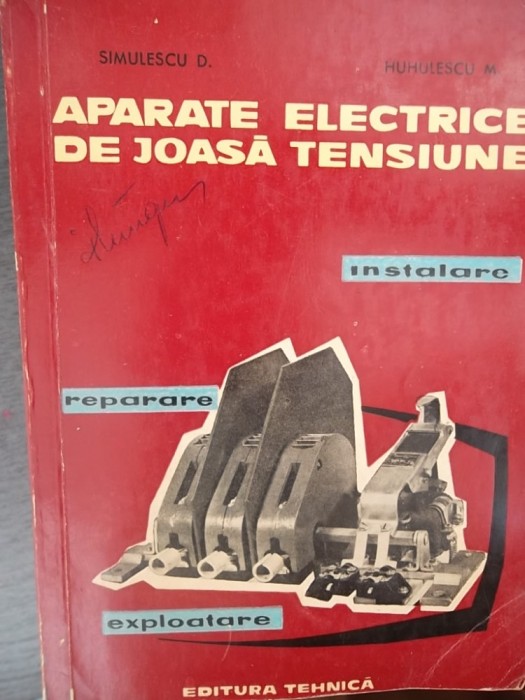 SIMULESCU D.
HUHULESCU M.
APARATE ELECTRICE
DE JOASĂ TENSIUNE
instalare
reparare
exploatare
EDITURA TEHNICĂ